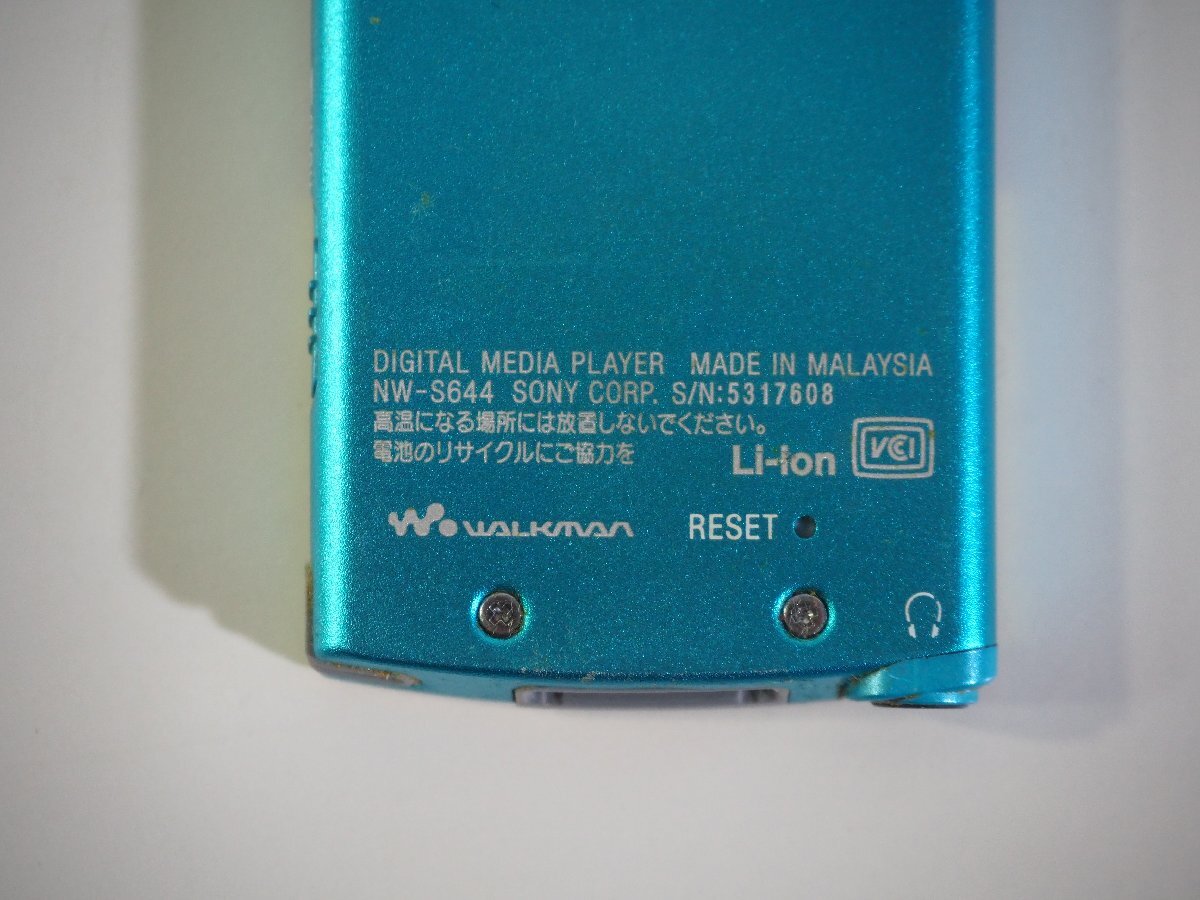 DIGITAL MEDIA PLAYER MADE IN MALAYSIA
NW-S644 SONY CORP. S/N:5317608
高温になる場所には放置しないでください。
電池のリサイクルにご協力を
Li-ion
VCCI
WALKMAN
RESET